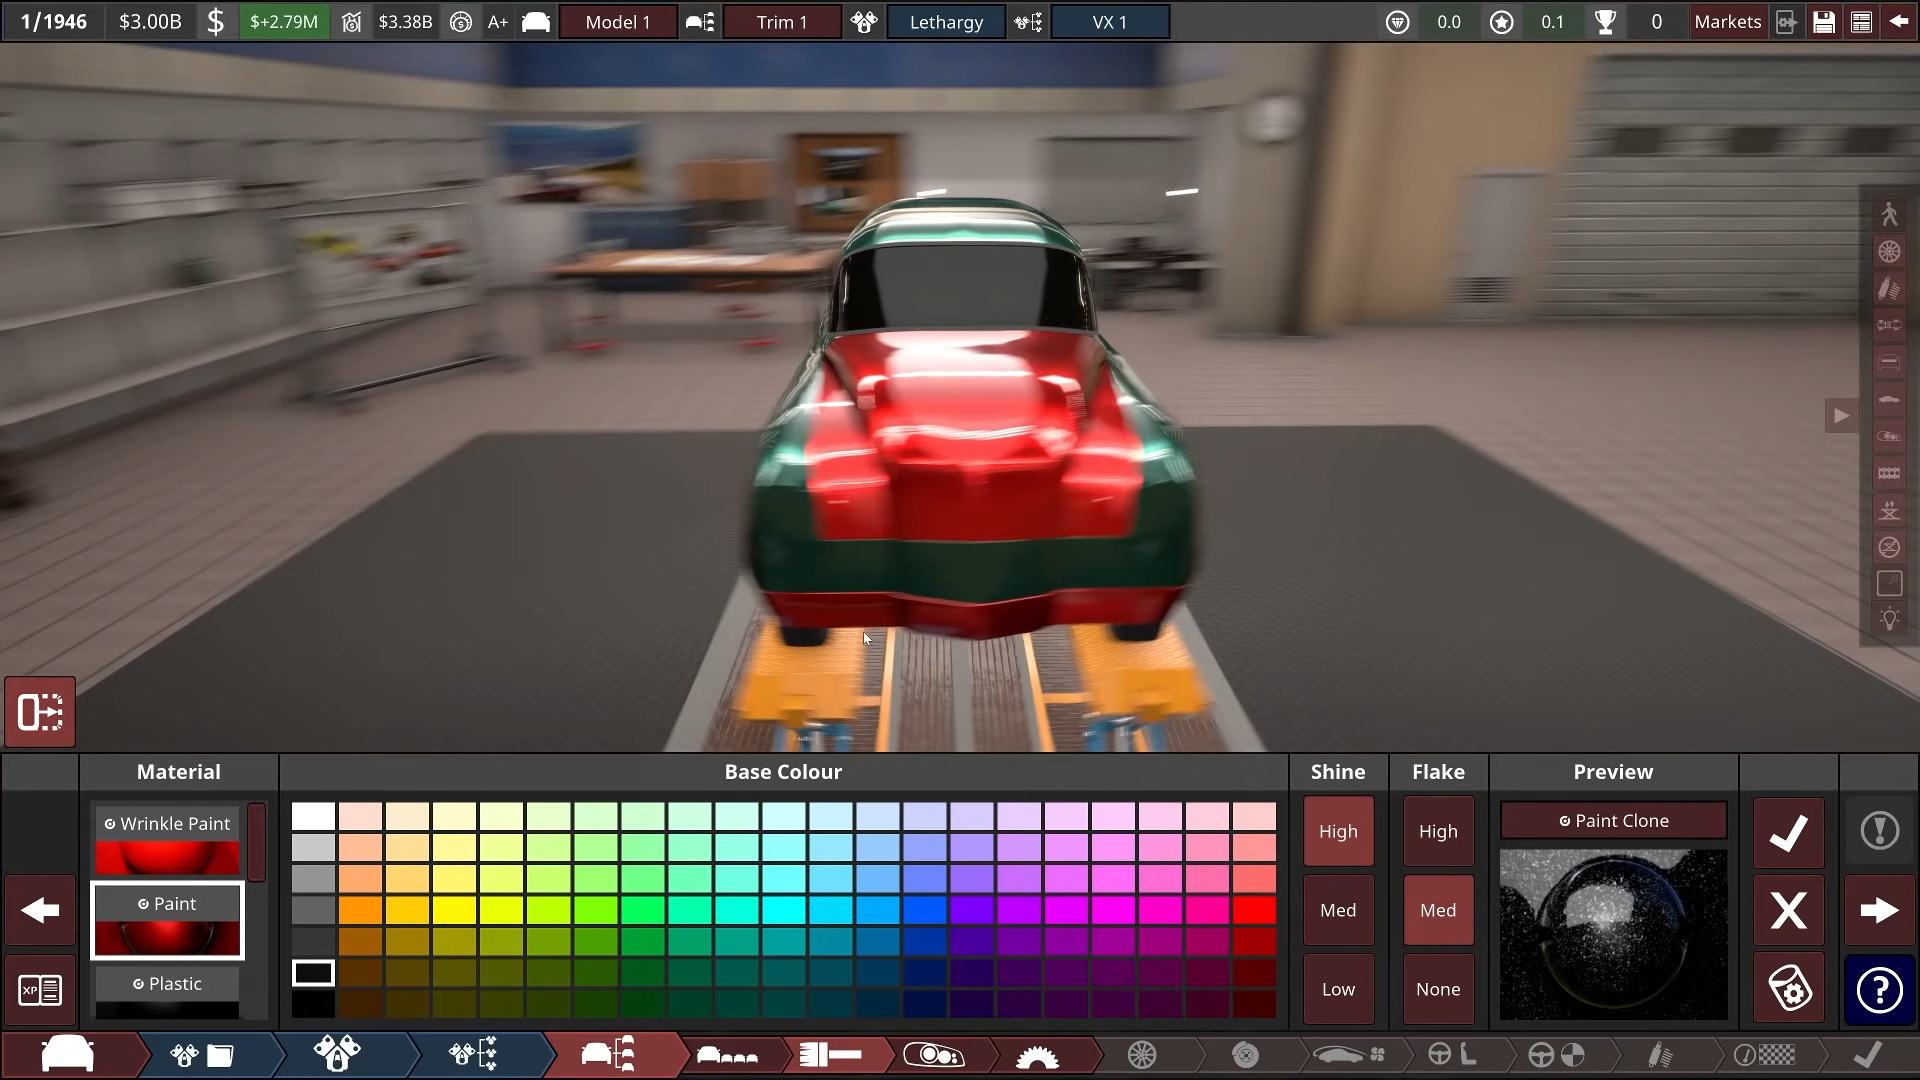 1/1946 $3.00B $ $+2.79M $3.38B A+ Model 1 Trim 1 Lethargy VX 1 0.0 0.1 0 Markets
Material Base Colour Shine Flake Preview
Wrinkle Paint
Paint
Plastic
High
Med
Low
High
Med
None
Paint Clone
XP
?